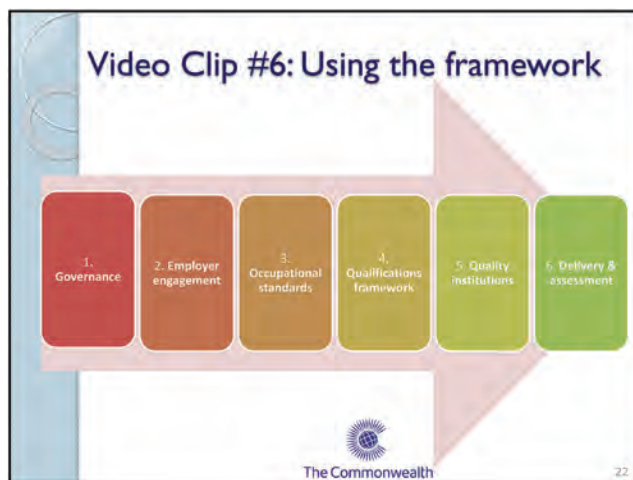 Video Clip #6: Using the framework
1.
Governance
2. Employer
engagement
3.
Occupational
standards
4.
Qualifications
framework
5. Quality
institutions
6. Delivery &
assessment
The Commonwealth
22